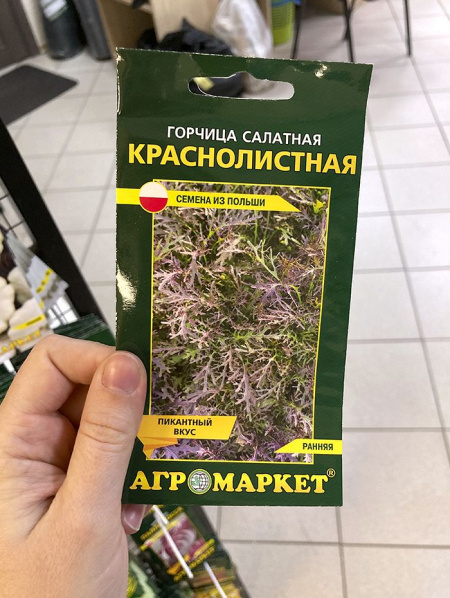 ГОРЧИЦА САЛАТНАЯ
КРАСНОЛИСТНАЯ
СЕМЕНА ИЗ ПОЛЬШИ
ПИКАНТНЫЙ
ВКУС
РАННЯЯ
АГРОМАРКЕТ®